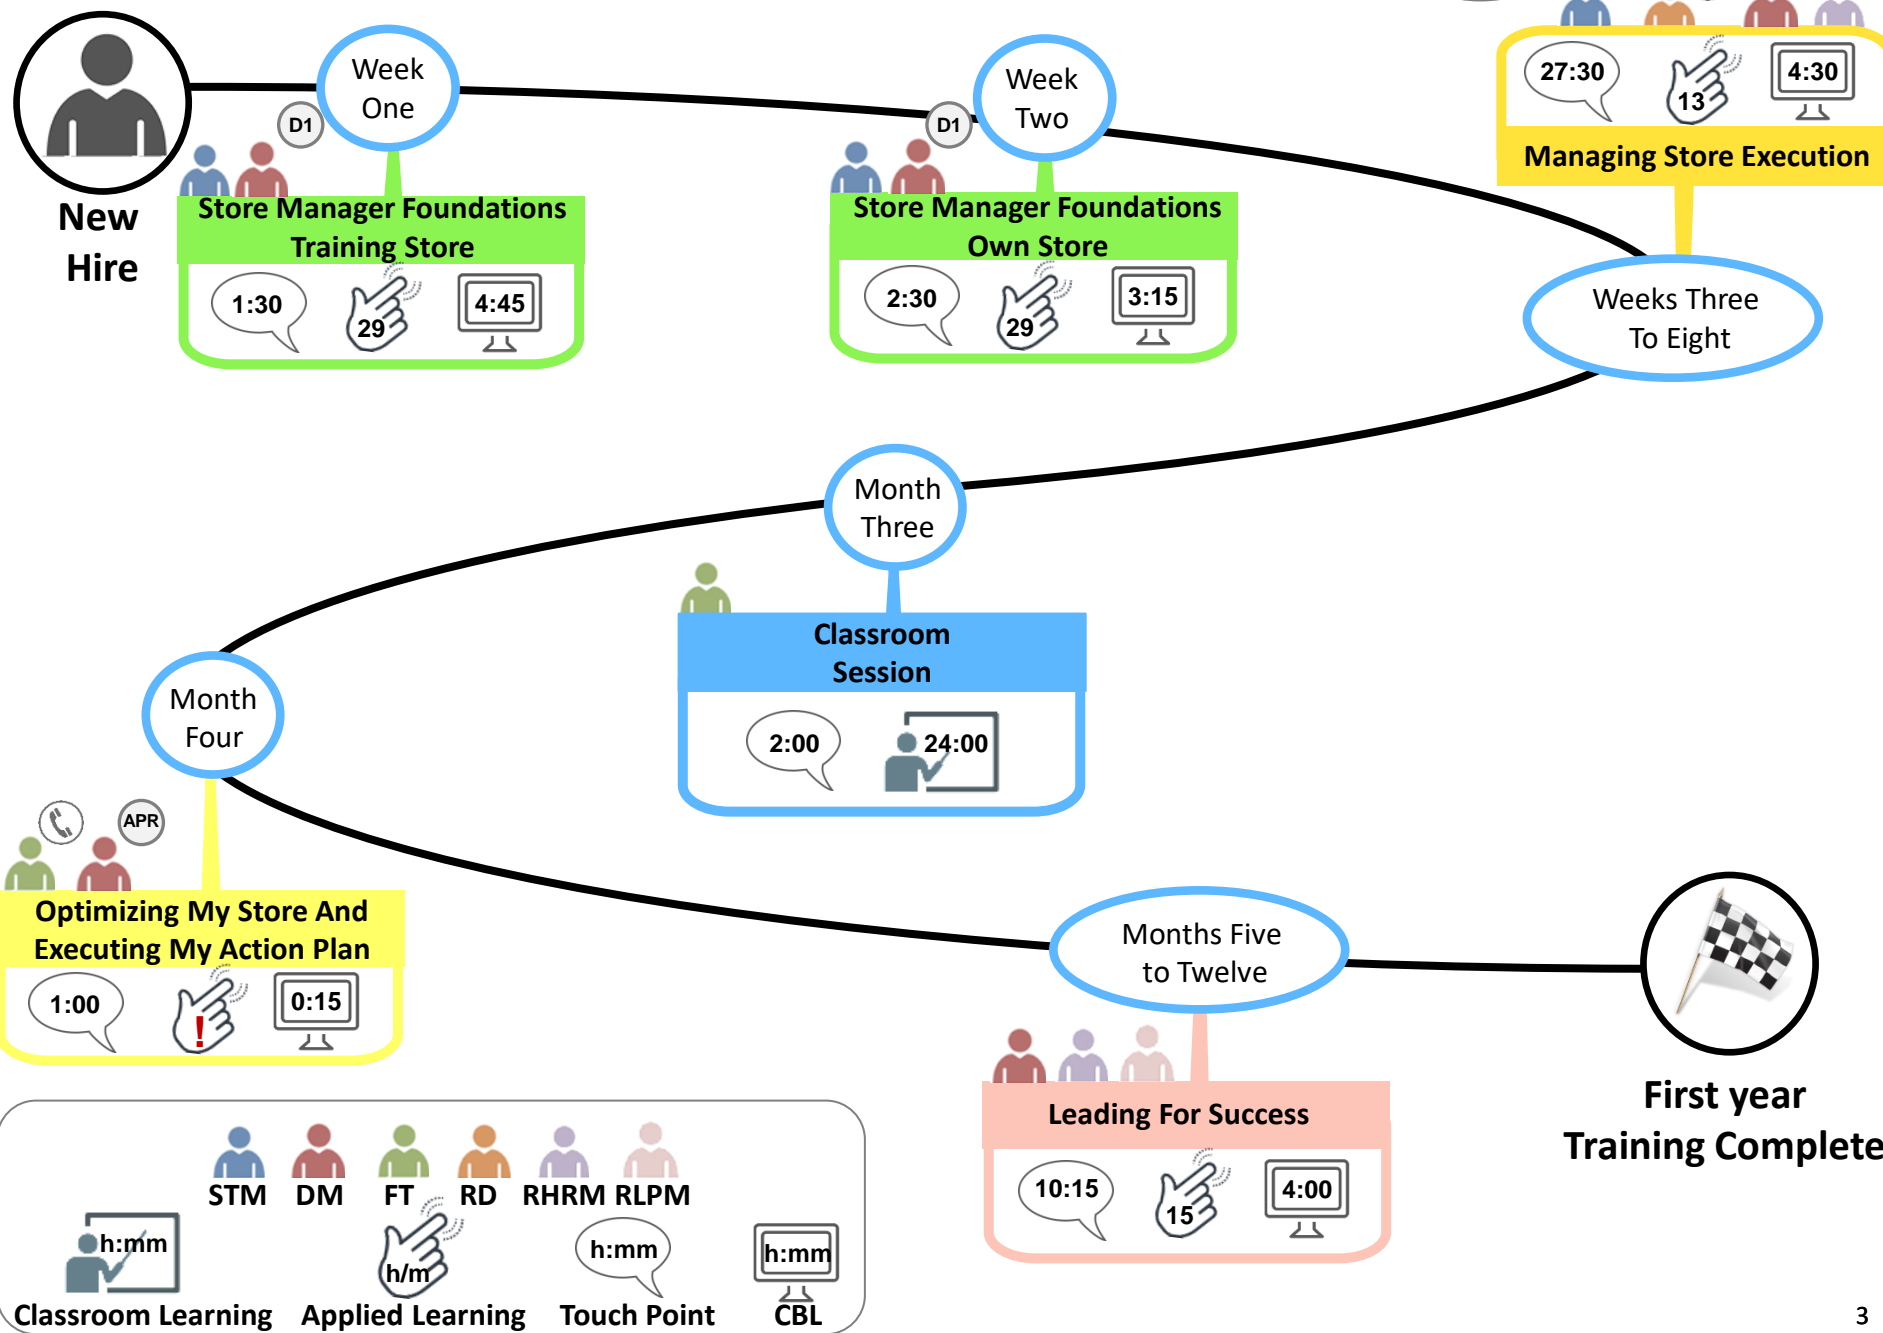 New
Hire
Week
One
D1
Store Manager Foundations
Training Store
1:30
29
4:45
Week
Two
D1
Store Manager Foundations
Own Store
2:30
29
3:15
27:30
13
4:30
Managing Store Execution
Weeks Three
To Eight
Month
Three
Classroom
Session
2:00
24:00
Month
Four
APR
Optimizing My Store And
Executing My Action Plan
1:00
!
0:15
Months Five
to Twelve
Leading For Success
10:15
15
4:00
First year
Training Complete
STM DM FT RD RHRM RLPM
h:mm
h/m
h:mm
h:mm
Classroom Learning Applied Learning Touch Point CBL
3